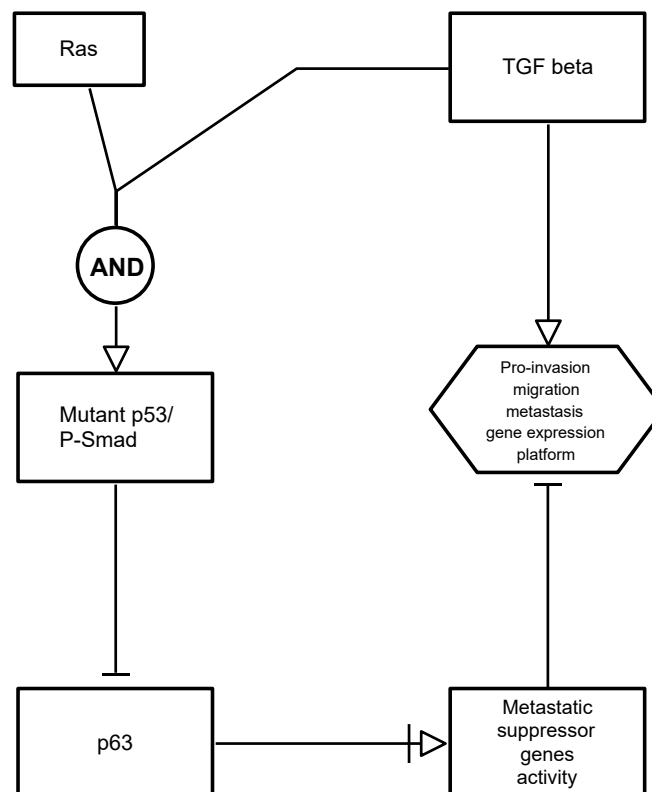 Ras
TGF beta
AND
Mutant p53/
P-Smad
Pro-invasion
migration
metastasis
gene expression
platform
p63
Metastatic
suppressor
genes
activity